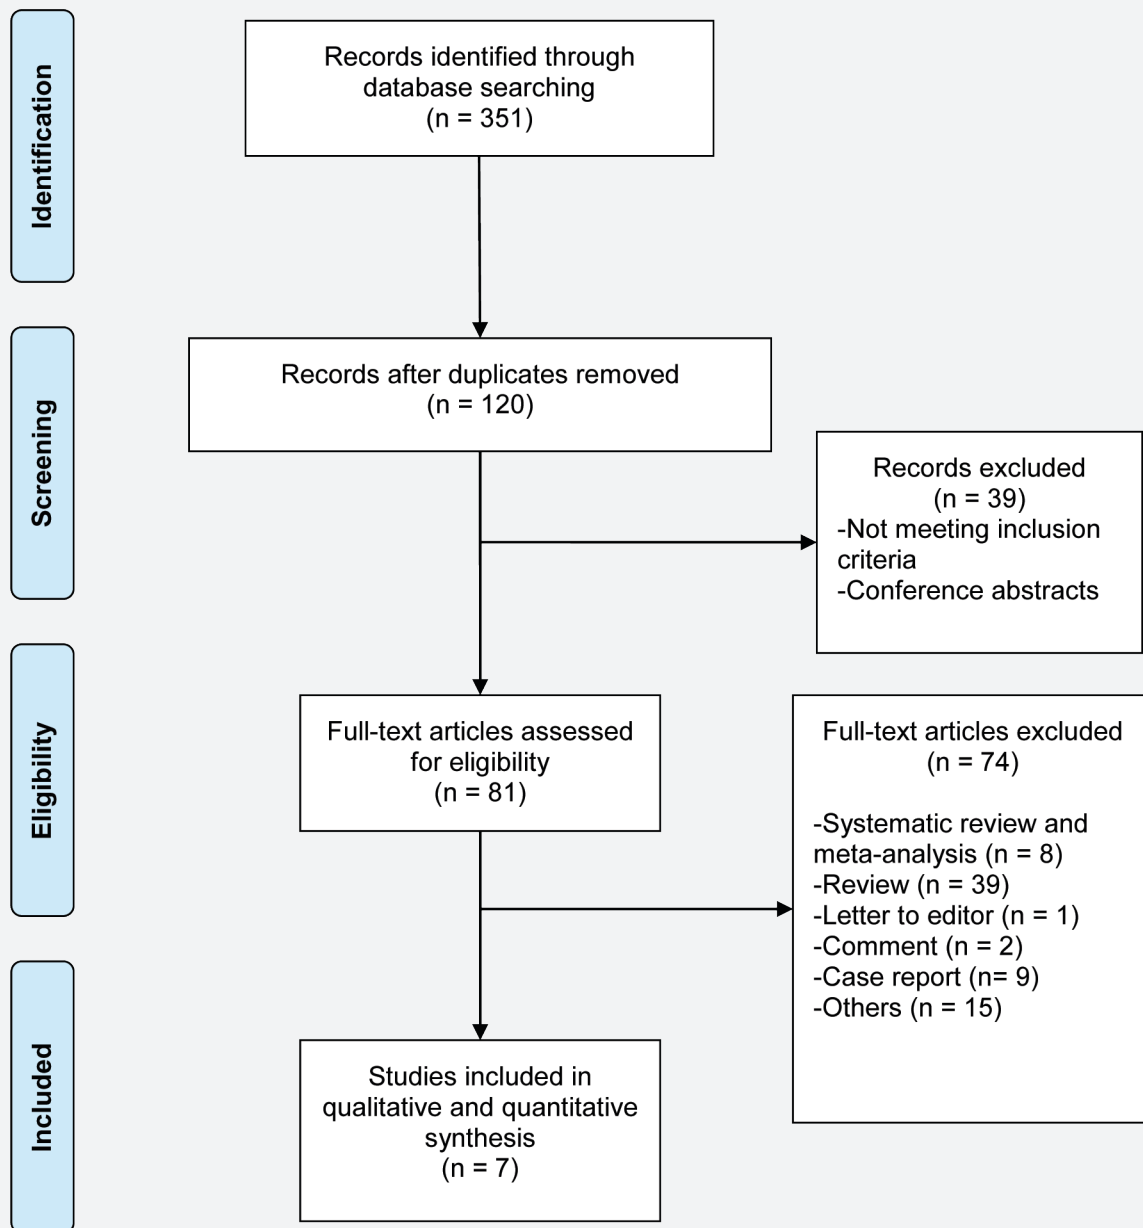 Identification
Records identified through
database searching
(n = 351)
Screening
Records after duplicates removed
(n = 120)
Records excluded
(n = 39)
-Not meeting inclusion
criteria
-Conference abstracts
Eligibility
Full-text articles assessed
for eligibility
(n = 81)
Full-text articles excluded
(n = 74)
-Systematic review and
meta-analysis (n = 8)
-Review (n = 39)
-Letter to editor (n = 1)
-Comment (n = 2)
-Case report (n= 9)
-Others (n = 15)
Included
Studies included in
qualitative and quantitative
synthesis
(n = 7)